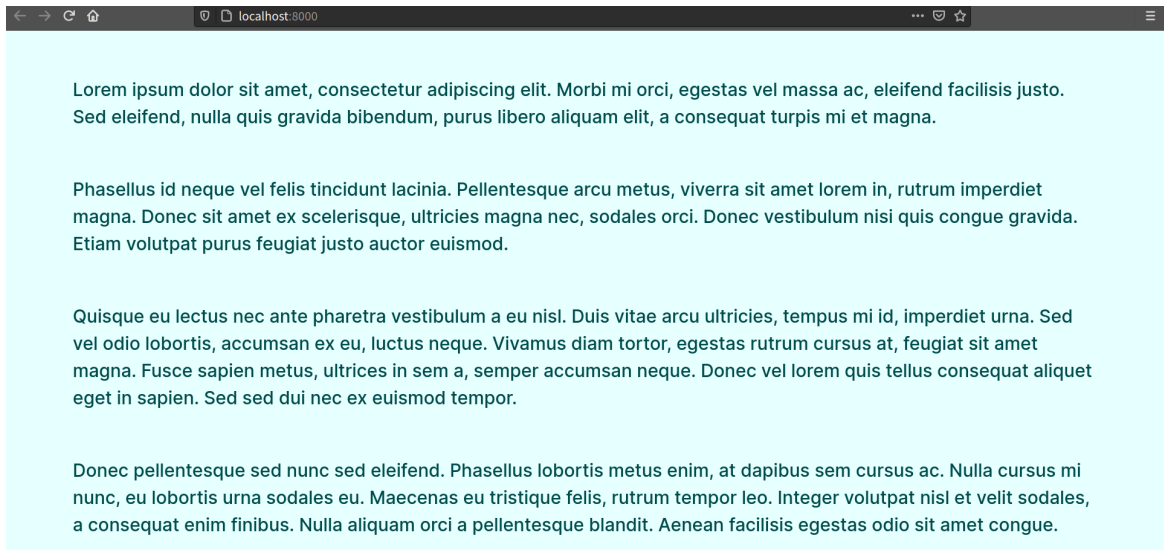 localhost:8000
Lorem ipsum dolor sit amet, consectetur adipiscing elit. Morbi mi orci, egestas vel massa ac, eleifend facilisis justo.
Sed eleifend, nulla quis gravida bibendum, purus libero aliquam elit, a consequat turpis mi et magna.
Phasellus id neque vel felis tincidunt lacinia. Pellentesque arcu metus, viverra sit amet lorem in, rutrum imperdiet
magna. Donec sit amet ex scelerisque, ultricies magna nec, sodales orci. Donec vestibulum nisi quis congue gravida.
Etiam volutpat purus feugiat justo auctor euismod.
Quisque eu lectus nec ante pharetra vestibulum a eu nisl. Duis vitae arcu ultricies, tempus mi id, imperdiet urna. Sed
vel odio lobortis, accumsan ex eu, luctus neque. Vivamus diam tortor, egestas rutrum cursus at, feugiat sit amet
magna. Fusce sapien metus, ultrices in sem a, semper accumsan neque. Donec vel lorem quis tellus consequat aliquet
eget in sapien. Sed sed dui nec ex euismod tempor.
Donec pellentesque sed nunc sed eleifend. Phasellus lobortis metus enim, at dapibus sem cursus ac. Nulla cursus mi
nunc, eu lobortis urna sodales eu. Maecenas eu tristique felis, rutrum tempor leo. Integer volutpat nisl et velit sodales,
a consequat enim finibus. Nulla aliquam orci a pellentesque blandit. Aenean facilisis egestas odio sit amet congue.